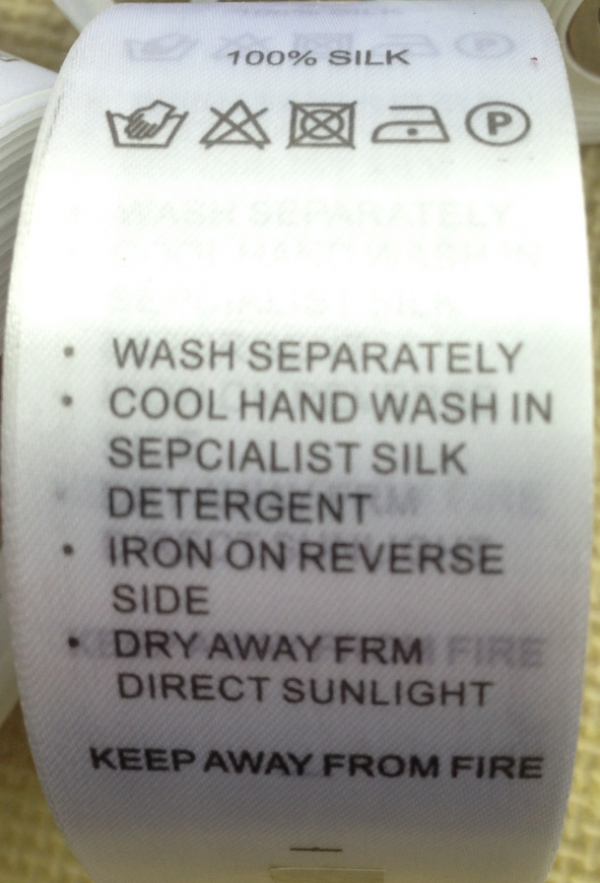 100% SILK
P
• WASH SEPARATELY
• COOL HAND WASH IN
SEPCIALIST SILK
DETERGENT
• IRON ON REVERSE
SIDE
• DRY AWAY FRM
DIRECT SUNLIGHT
KEEP AWAY FROM FIRE